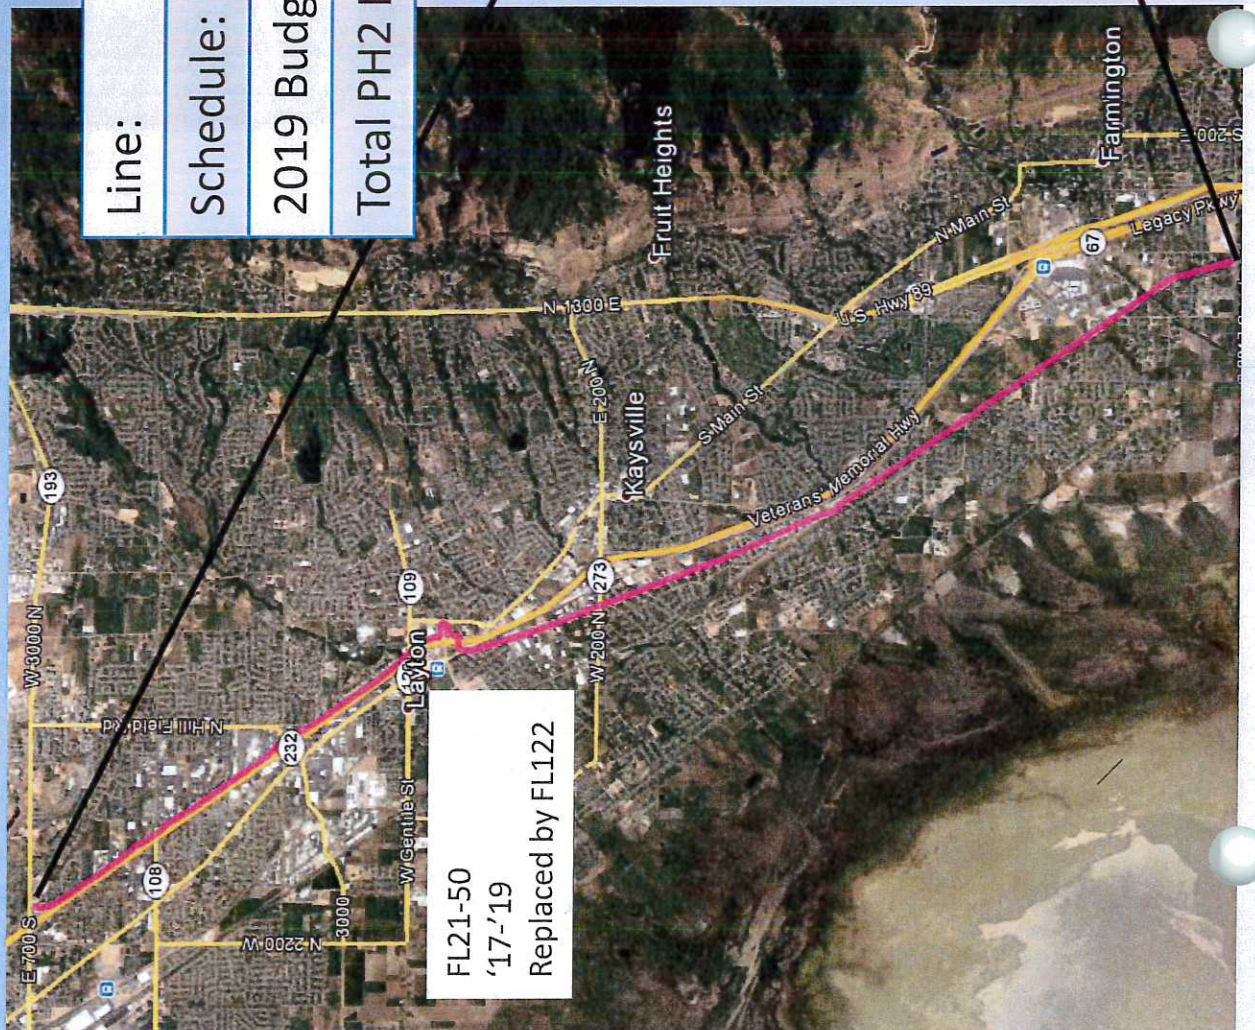 Line:
Schedule:
2019 Budg
Total PH2
Farmington
S 200 E
Fruit Heights
N Main St
Legacy Pkwy
67
U.S. Hwy 89
N 1300 E
E 200 N
Kaysville
S Main St
Veterans' Memorial Hwy
193
109
273
W 200 N
W 3000 N
Layton
N Hill Field Rd
232
W Gentile St
108
3000
N 2200 W
E 700 S
FL21-50
'17-'19
Replaced by FL122